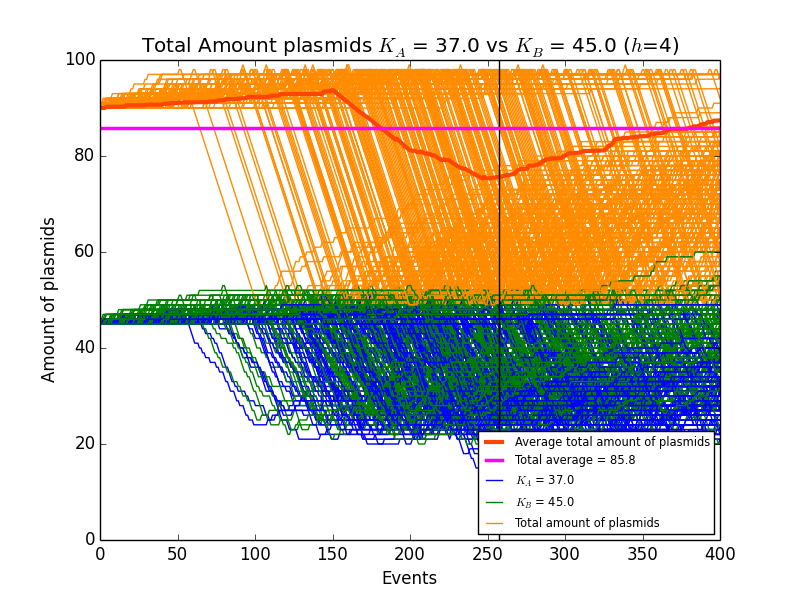 Total Amount plasmids K_A = 37.0 vs K_B = 45.0 (h=4)
100
80
60
40
20
0
Amount of plasmids
Average total amount of plasmids
Total average = 85.8
K_A = 37.0
K_B = 45.0
Total amount of plasmids
0 50 100 150 200 250 300 350 400
Events